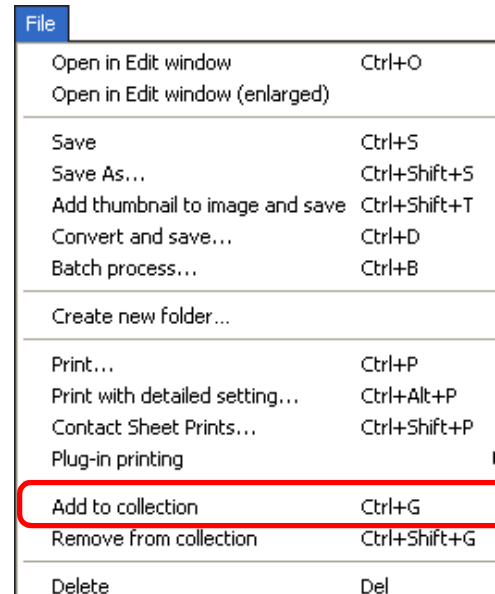 File
Open in Edit window Ctrl+O
Open in Edit window (enlarged)
Save Ctrl+S
Save As... Ctrl+Shift+S
Add thumbnail to image and save Ctrl+Shift+T
Convert and save... Ctrl+D
Batch process... Ctrl+B
Create new folder...
Print... Ctrl+P
Print with detailed setting... Ctrl+Alt+P
Contact Sheet Prints... Ctrl+Shift+P
Plug-in printing
Add to collection Ctrl+G
Remove from collection Ctrl+Shift+G
Delete Del